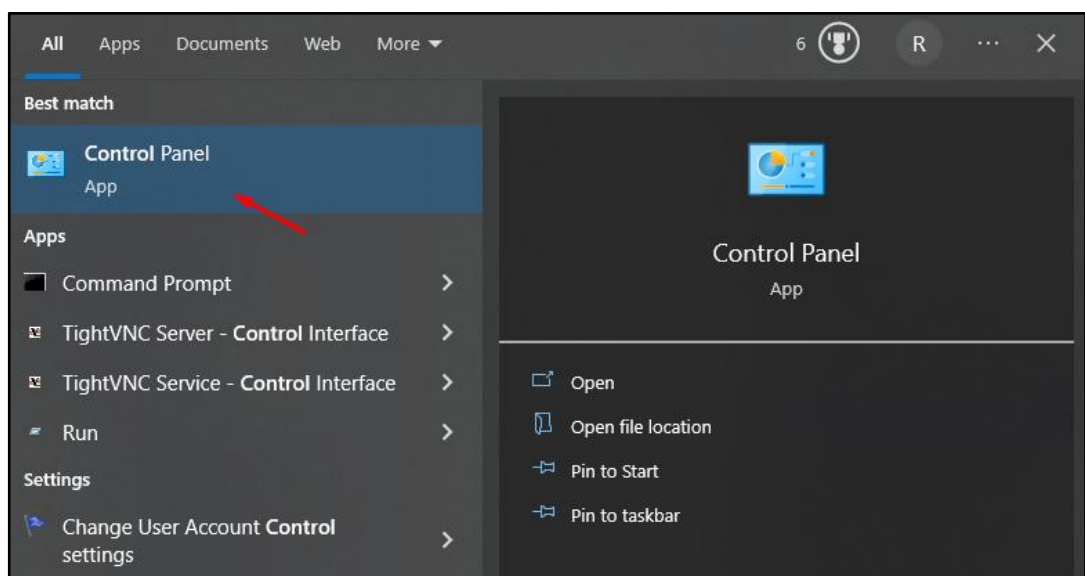 All Apps Documents Web More
6 R ...
Best match
Control Panel
App
Apps
Command Prompt
TightVNC Server - Control Interface
TightVNC Service - Control Interface
Run
Settings
Change User Account Control
settings
Control Panel
App
Open
Open file location
Pin to Start
Pin to taskbar